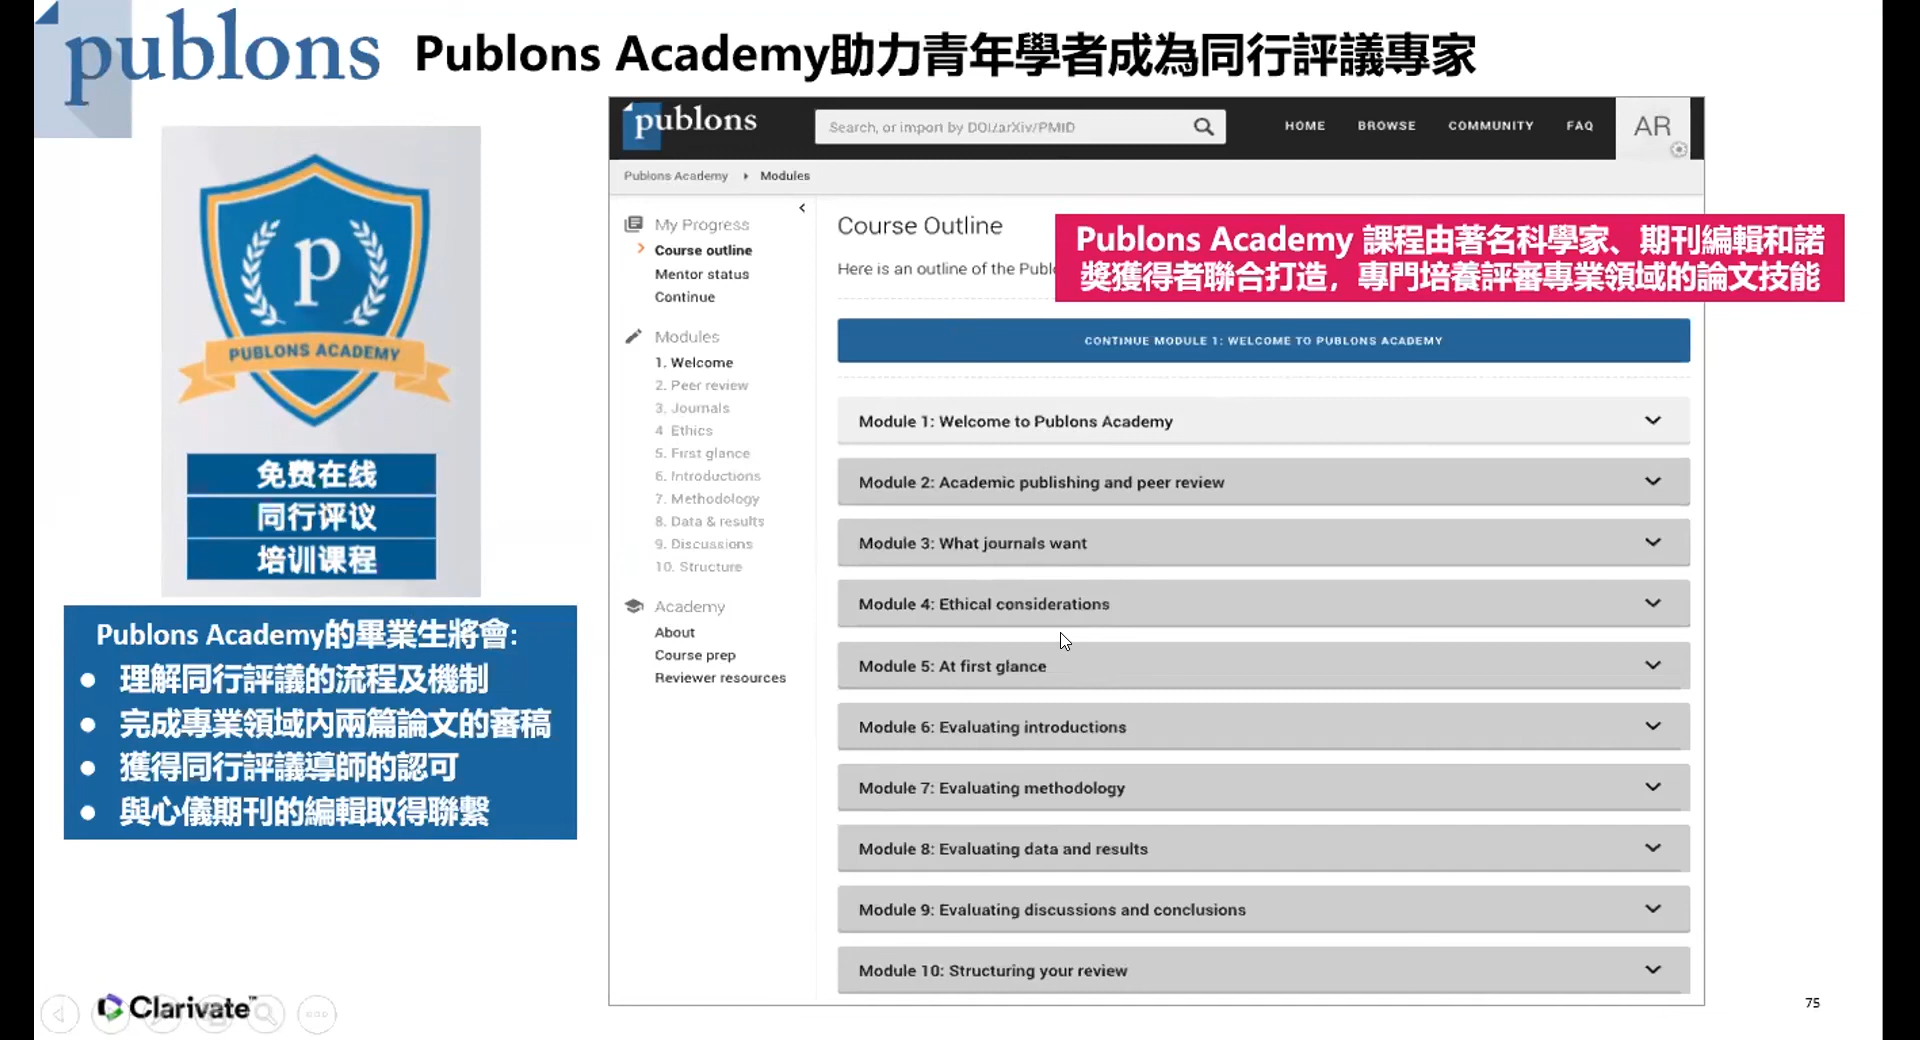 publons
Publons Academy助力青年學者成為同行評議專家
p
PUBLONS ACADEMY
免费在线
同行评议
培训课程
Publons Academy的畢業生將會:
● 理解同行評議的流程及機制
● 完成專業領域內兩篇論文的審稿
● 獲得同行評議導師的認可
● 與心儀期刊的編輯取得聯繫
publons
Search, or import by DOI/arXiv/PMID
HOME BROWSE COMMUNITY FAQ
AR
Publons Academy ▸ Modules
My Progress
Course outline
Mentor status
Continue
Modules
1. Welcome
2. Peer review
3. Journals
4 Ethics
5. First glance
6. Introductions
7. Methodology
8. Data & results
9. Discussions
10. Structure
Academy
About
Course prep
Reviewer resources
Course Outline
Here is an outline of the Publ
Publons Academy 課程由著名科學家、期刊編輯和諾
獎獲得者聯合打造，專門培養評審專業領域的論文技能
CONTINUE MODULE 1: WELCOME TO PUBLONS ACADEMY
Module 1: Welcome to Publons Academy
Module 2: Academic publishing and peer review
Module 3: What journals want
Module 4: Ethical considerations
Module 5: At first glance
Module 6: Evaluating introductions
Module 7: Evaluating methodology
Module 8: Evaluating data and results
Module 9: Evaluating discussions and conclusions
Module 10: Structuring your review
Clarivate™
75